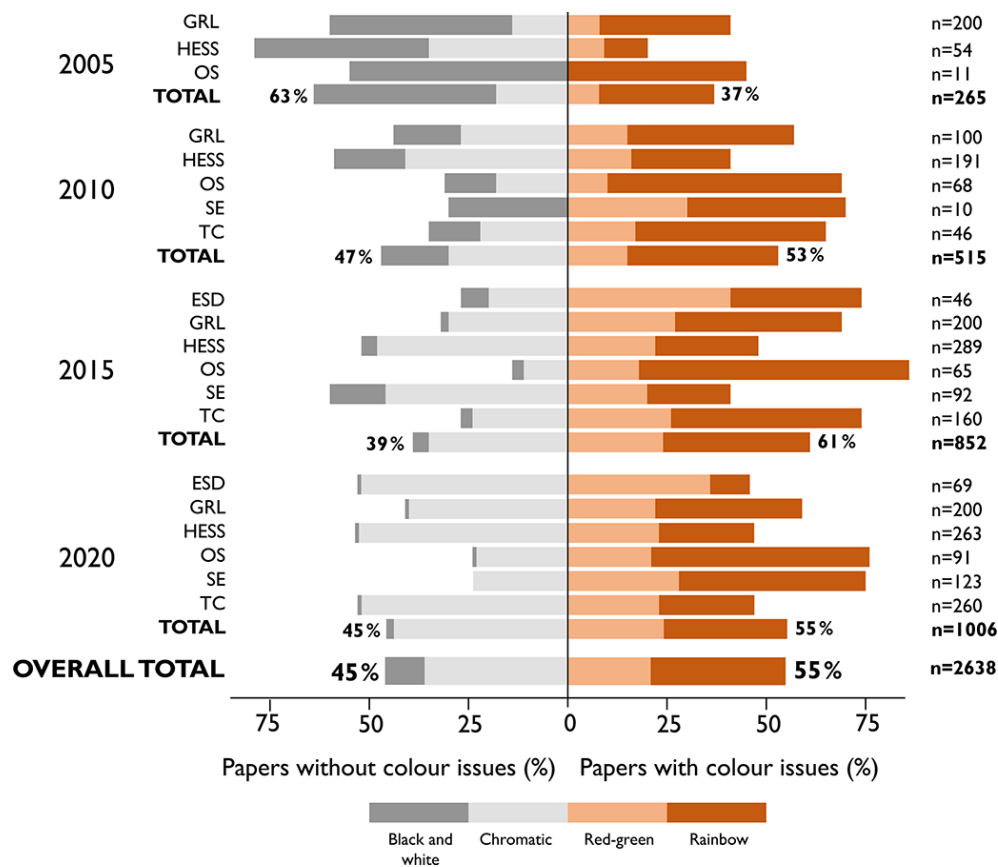 GRL n=200
HESS n=54
2005
OS n=11
TOTAL 63% 37% n=265
GRL n=100
HESS n=191
2010
OS n=68
SE n=10
TC n=46
TOTAL 47% 53% n=515
ESD n=46
GRL n=200
HESS n=289
2015
OS n=65
SE n=92
TC n=160
TOTAL 39% 61% n=852
ESD n=69
GRL n=200
HESS n=263
2020
OS n=91
SE n=123
TC n=260
TOTAL 45% 55% n=1006
OVERALL TOTAL 45% 55% n=2638
75 50 25 0 25 50 75
Papers without colour issues (%) Papers with colour issues (%)
Black and white
Chromatic
Red-green
Rainbow